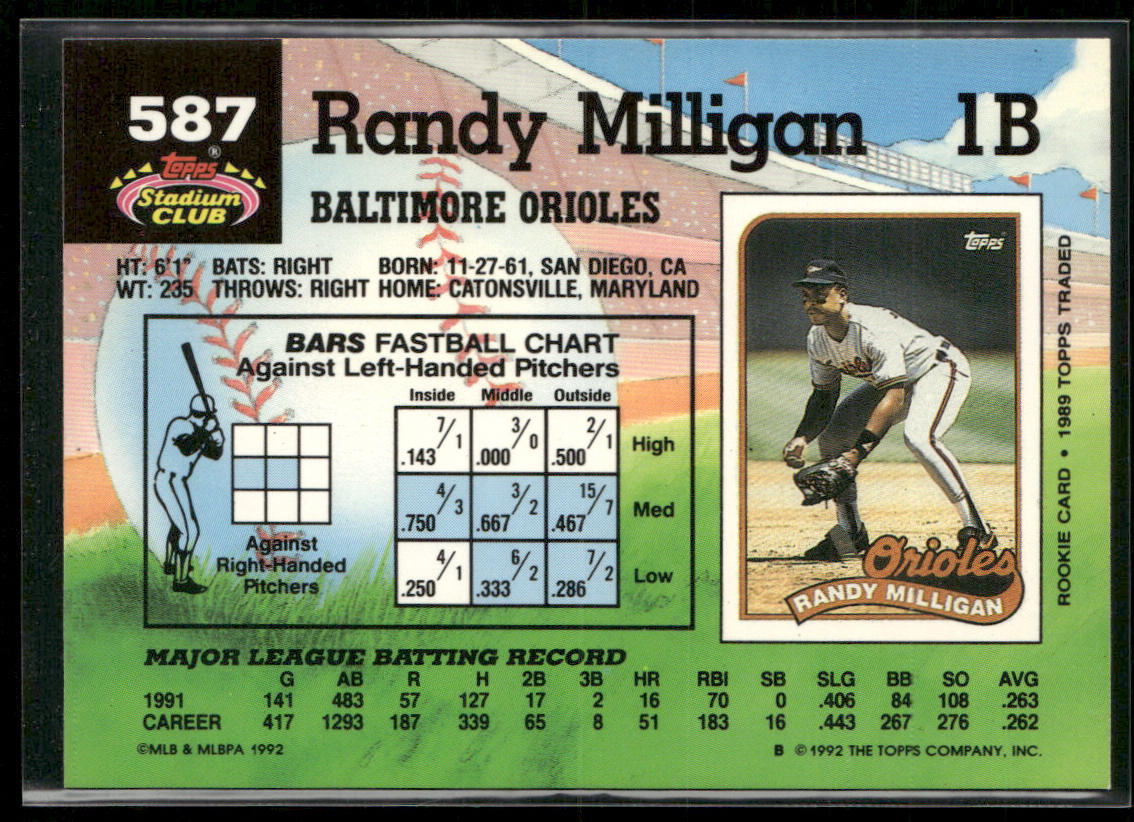 587
Topps®
Stadium
CLUB
Randy Milligan 1B
BALTIMORE ORIOLES
HT: 6'1" BATS: RIGHT BORN: 11-27-61, SAN DIEGO, CA
WT: 235 THROWS: RIGHT HOME: CATONSVILLE, MARYLAND
BARS FASTBALL CHART
Against Left-Handed Pitchers
Inside Middle Outside
7/1 3/0 2/1
.143 .000 .500 High
4/3 3/2 15/7
.750 .667 .467 Med
4/1 6/2 7/2
.250 .333 .286 Low
Against
Right-Handed
Pitchers
Topps
Orioles
RANDY MILLIGAN
ROOKIE CARD • 1989 TOPPS TRADED
MAJOR LEAGUE BATTING RECORD
G AB R H 2B 3B HR RBI SB SLG BB SO AVG
1991 141 483 57 127 17 2 16 70 0 .406 84 108 .263
CAREER 417 1293 187 339 65 8 51 183 16 .443 267 276 .262
©MLB & MLBPA 1992
B ©1992 THE TOPPS COMPANY, INC.